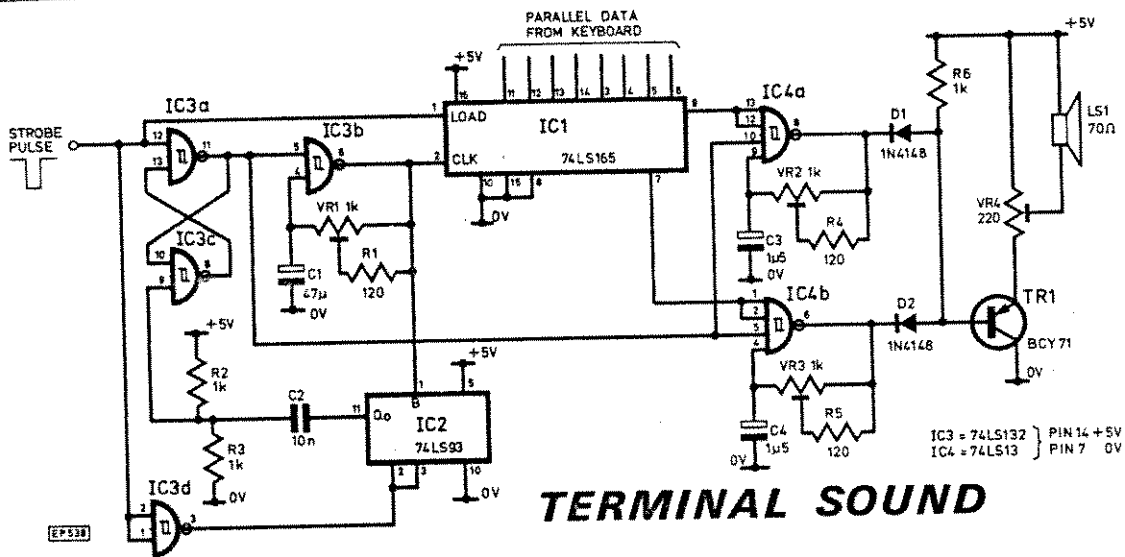 PARALLEL DATA
FROM KEYBOARD
+5V
+5V
16
11
12
13
14
3
4
5
6
IC3a
STROBE
PULSE
12
13
11
IC3b
5
4
6
1
LOAD
IC1
2
CLK
74LS165
10
15
8
0V
9
7
IC4a
13
12
10
9
8
D1
1N4148
R6
1k
LS1
70Ω
VR1 1k
R1
120
C1
47µ
0V
VR2 1k
R4
120
C3
1µ5
0V
VR4
220
IC3c
10
9
8
IC4b
1
2
5
4
6
D2
1N4148
TR1
BCY71
0V
+5V
R2
1k
C2
10n
R3
1k
0V
+5V
1
5
11
B
IC2
74LS93
2
3
10
0V
VR3 1k
R5
120
C4
1µ5
0V
IC3 = 74LS132 } PIN 14 +5V
IC4 = 74LS13 } PIN 7 0V
IC3d
2
1
3
EP538
TERMINAL SOUND